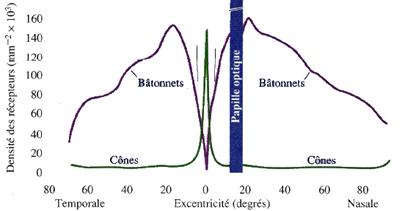 Densité des récepteurs (mm⁻² × 10³)
160
140
120
100
80
60
40
20
0
Bâtonnets
Bâtonnets
Papille optique
Cônes
Cônes
80 60 40 20 0 20 40 60 80
Temporale Excentricité (degrés) Nasale